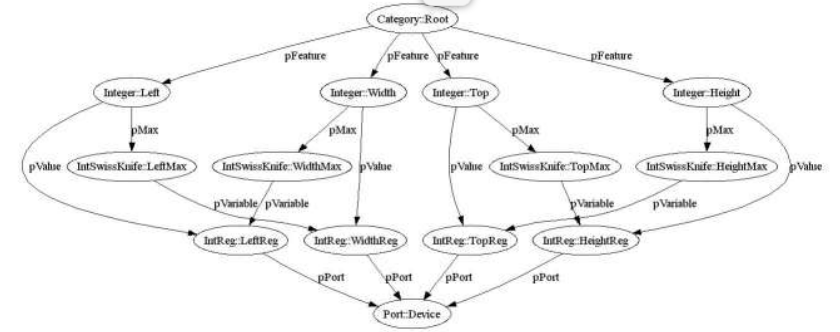 Category::Root
pFeature
pFeature
pFeature
pFeature
Integer::Left
Integer::Width
Integer::Top
Integer::Height
pMax
pMax
pMax
pMax
pValue
IntSwissKnife::LeftMax
IntSwissKnife::WidthMax
pValue
pValue
IntSwissKnife::TopMax
IntSwissKnife::HeightMax
pValue
pVariable
pVariable
pVariable
pVariable
IntReg::LeftReg
IntReg::WidthReg
IntReg::TopReg
IntReg::HeightReg
pPort
pPort
pPort
pPort
Port::Device